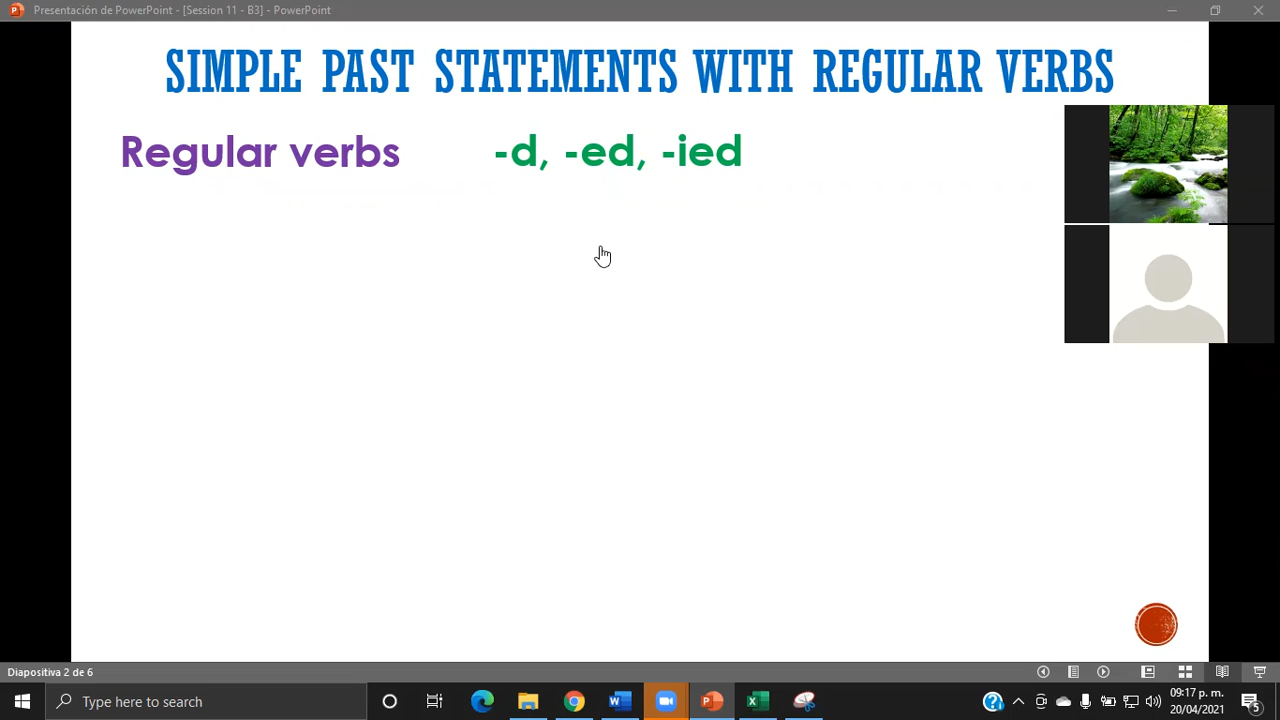 Presentación de PowerPoint - [Session 11 - B3] - PowerPoint
SIMPLE PAST STATEMENTS WITH REGULAR VERBS
Regular verbs -d, -ed, -ied
Diapositiva 2 de 6
Type here to search
09:17 p. m.
20/04/2021
5